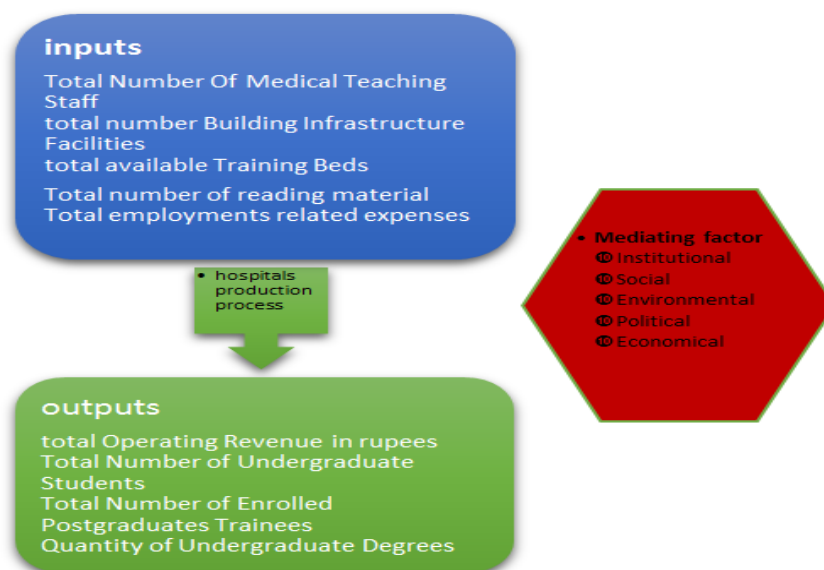 inputs
Total Number Of Medical Teaching
Staff
total number Building Infrastructure
Facilities
total available Training Beds
Total number of reading material
Total employments related expenses
• hospitals
production
process
outputs
total Operating Revenue in rupees
Total Number of Undergraduate
Students
Total Number of Enrolled
Postgraduates Trainees
Quantity of Undergraduate Degrees
• Mediating factor
⓾ Institutional
⓾ Social
⓾ Environmental
⓾ Political
⓾ Economical